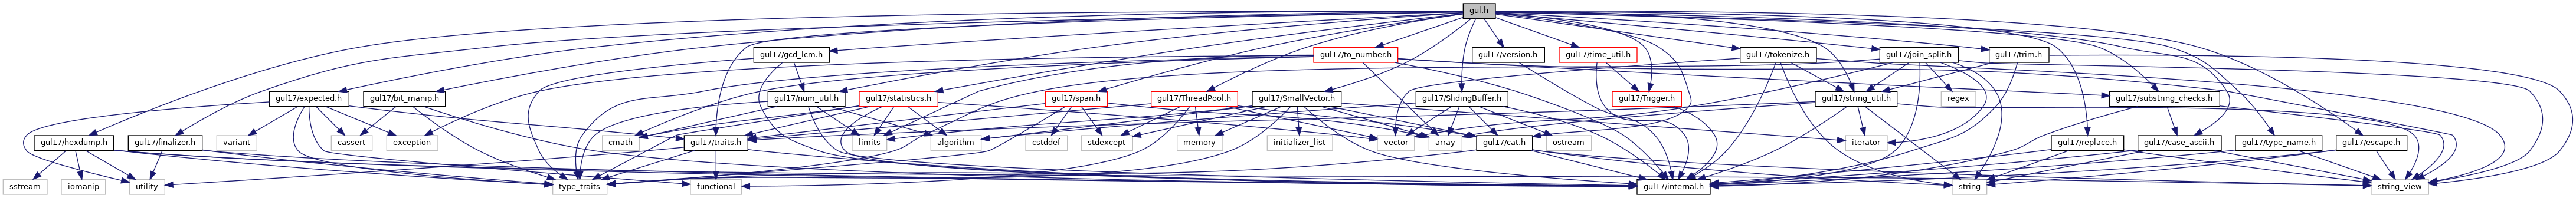 gul.h
gul17/gcd_lcm.h
gul17/to_number.h
gul17/version.h
gul17/time_util.h
gul17/tokenize.h
gul17/join_split.h
gul17/trim.h
gul17/expected.h
gul17/bit_manip.h
gul17/num_util.h
gul17/statistics.h
gul17/span.h
gul17/ThreadPool.h
gul17/SmallVector.h
gul17/SlidingBuffer.h
gul17/Trigger.h
gul17/string_util.h
regex
gul17/substring_checks.h
gul17/hexdump.h
gul17/finalizer.h
variant
cassert
exception
cmath
gul17/traits.h
limits
algorithm
cstddef
stdexcept
memory
initializer_list
vector
array
gul17/cat.h
ostream
iterator
gul17/replace.h
gul17/case_ascii.h
gul17/type_name.h
gul17/escape.h
sstream
iomanip
utility
type_traits
functional
gul17/internal.h
string
string_view